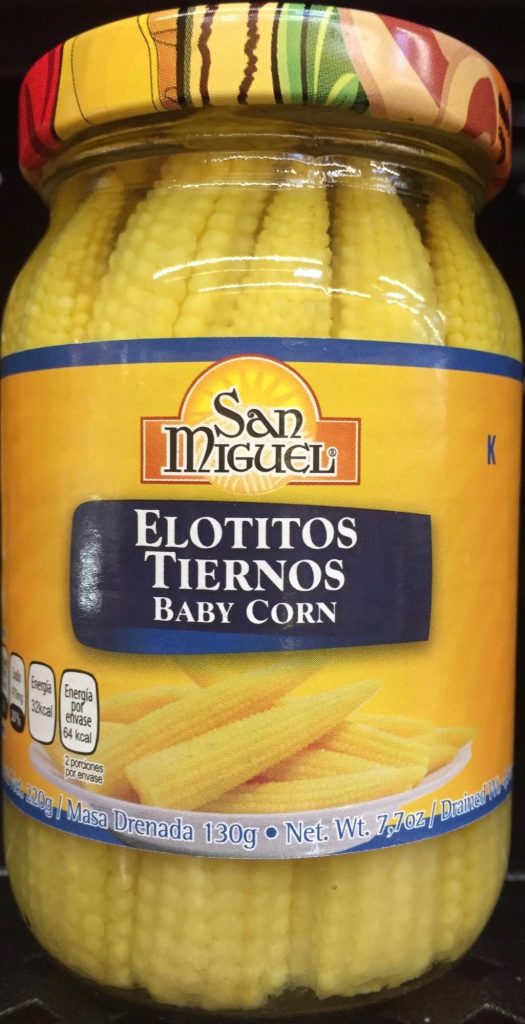 San
Miguel®
K
Elotitos
Tiernos
Baby Corn
Energía
32kcal
Energía
por
envase
64 kcal
2 porciones
por envase
220g / Masa Drenada 130g • Net. Wt. 7,7oz / Drained